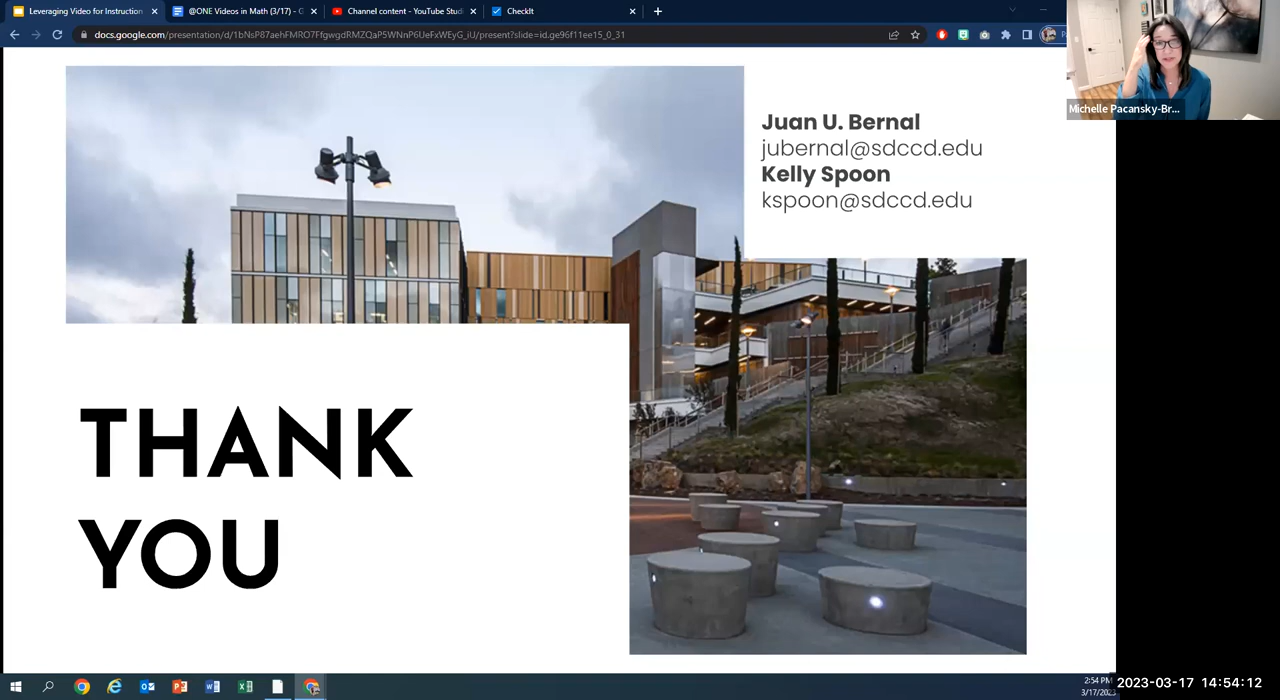 Leveraging Video for Instruction
@ONE Videos in Math (3/17) - G
Channel content - YouTube Stud
CheckIt
docs.google.com/presentation/d/1bNsP87aehFMRO7FfgwgdRMZQaP5WNnP6UeFxWEyG_iU/present?slide=id.ge96f11ee15_0_31
Michelle Pacansky-Br...
Juan U. Bernal
jubernal@sdccd.edu
Kelly Spoon
kspoon@sdccd.edu
THANK
YOU
2:54 PM
3/17/2023
2023-03-17 14:54:12